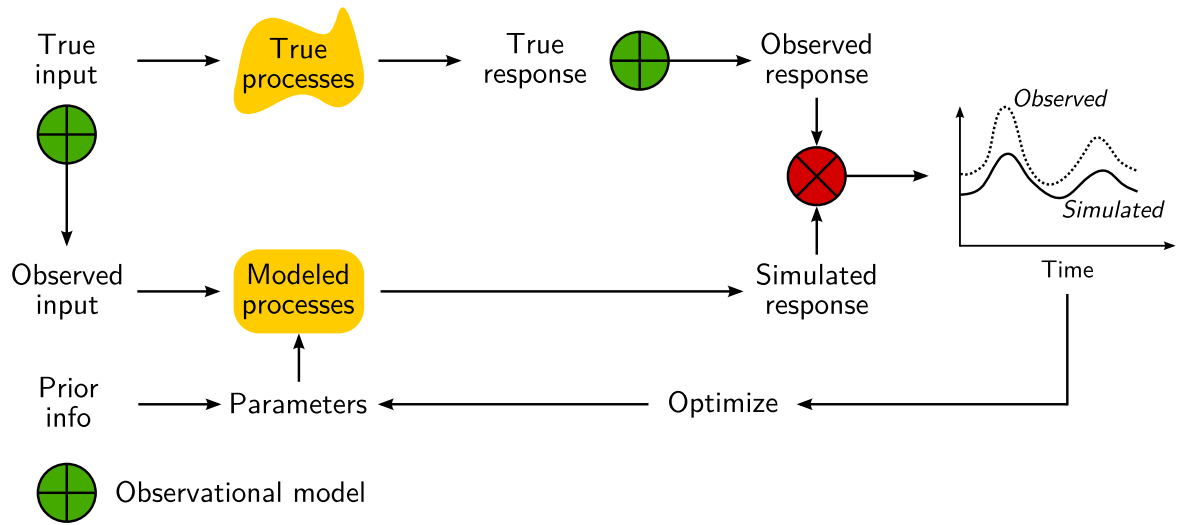 True
input
True
processes
True
response
Observed
response
Observed
Simulated
Time
Observed
input
Modeled
processes
Simulated
response
Prior
info
Parameters
Optimize
Observational model